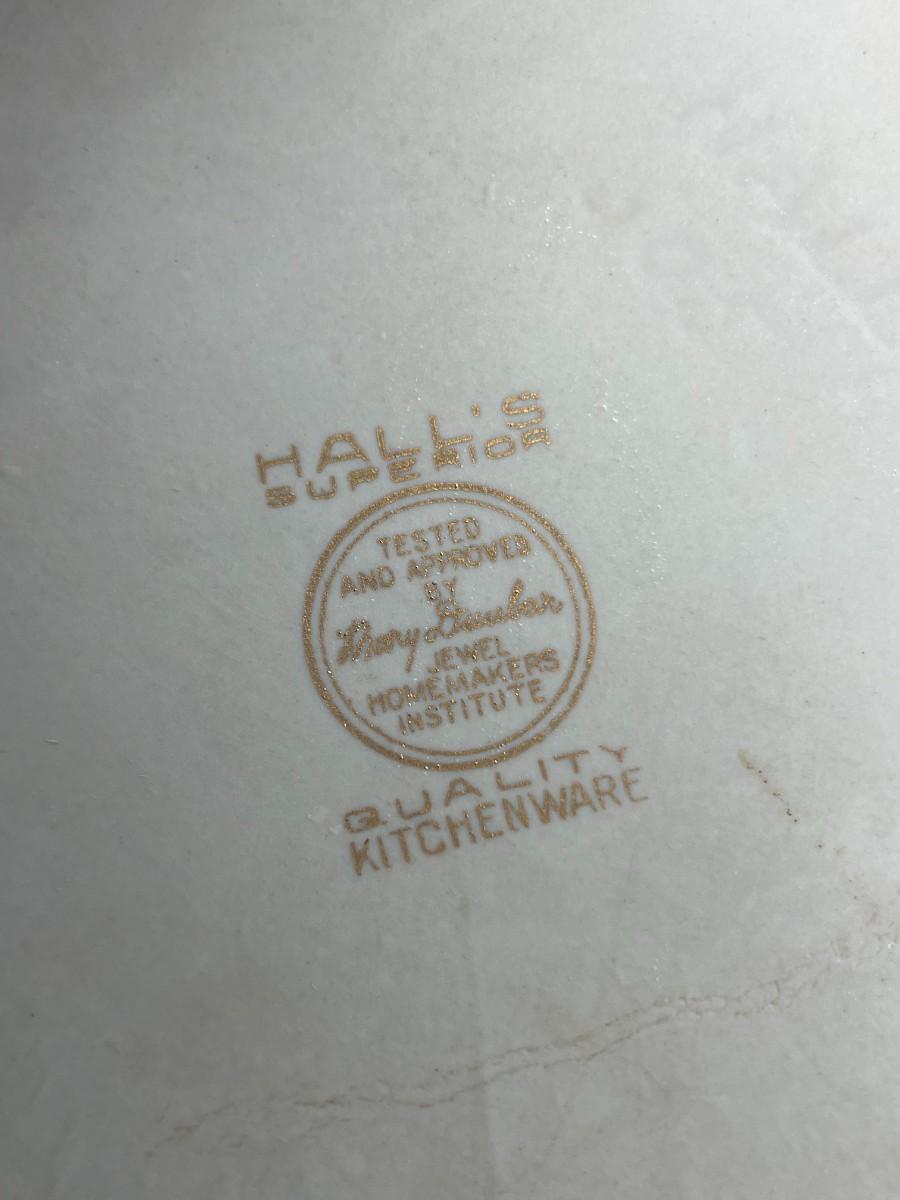 HALL'S
SUPERIOR
TESTED
AND APPROVED
BY
Mary Dunbar
JEWEL
HOMEMAKERS
INSTITUTE
QUALITY
KITCHENWARE